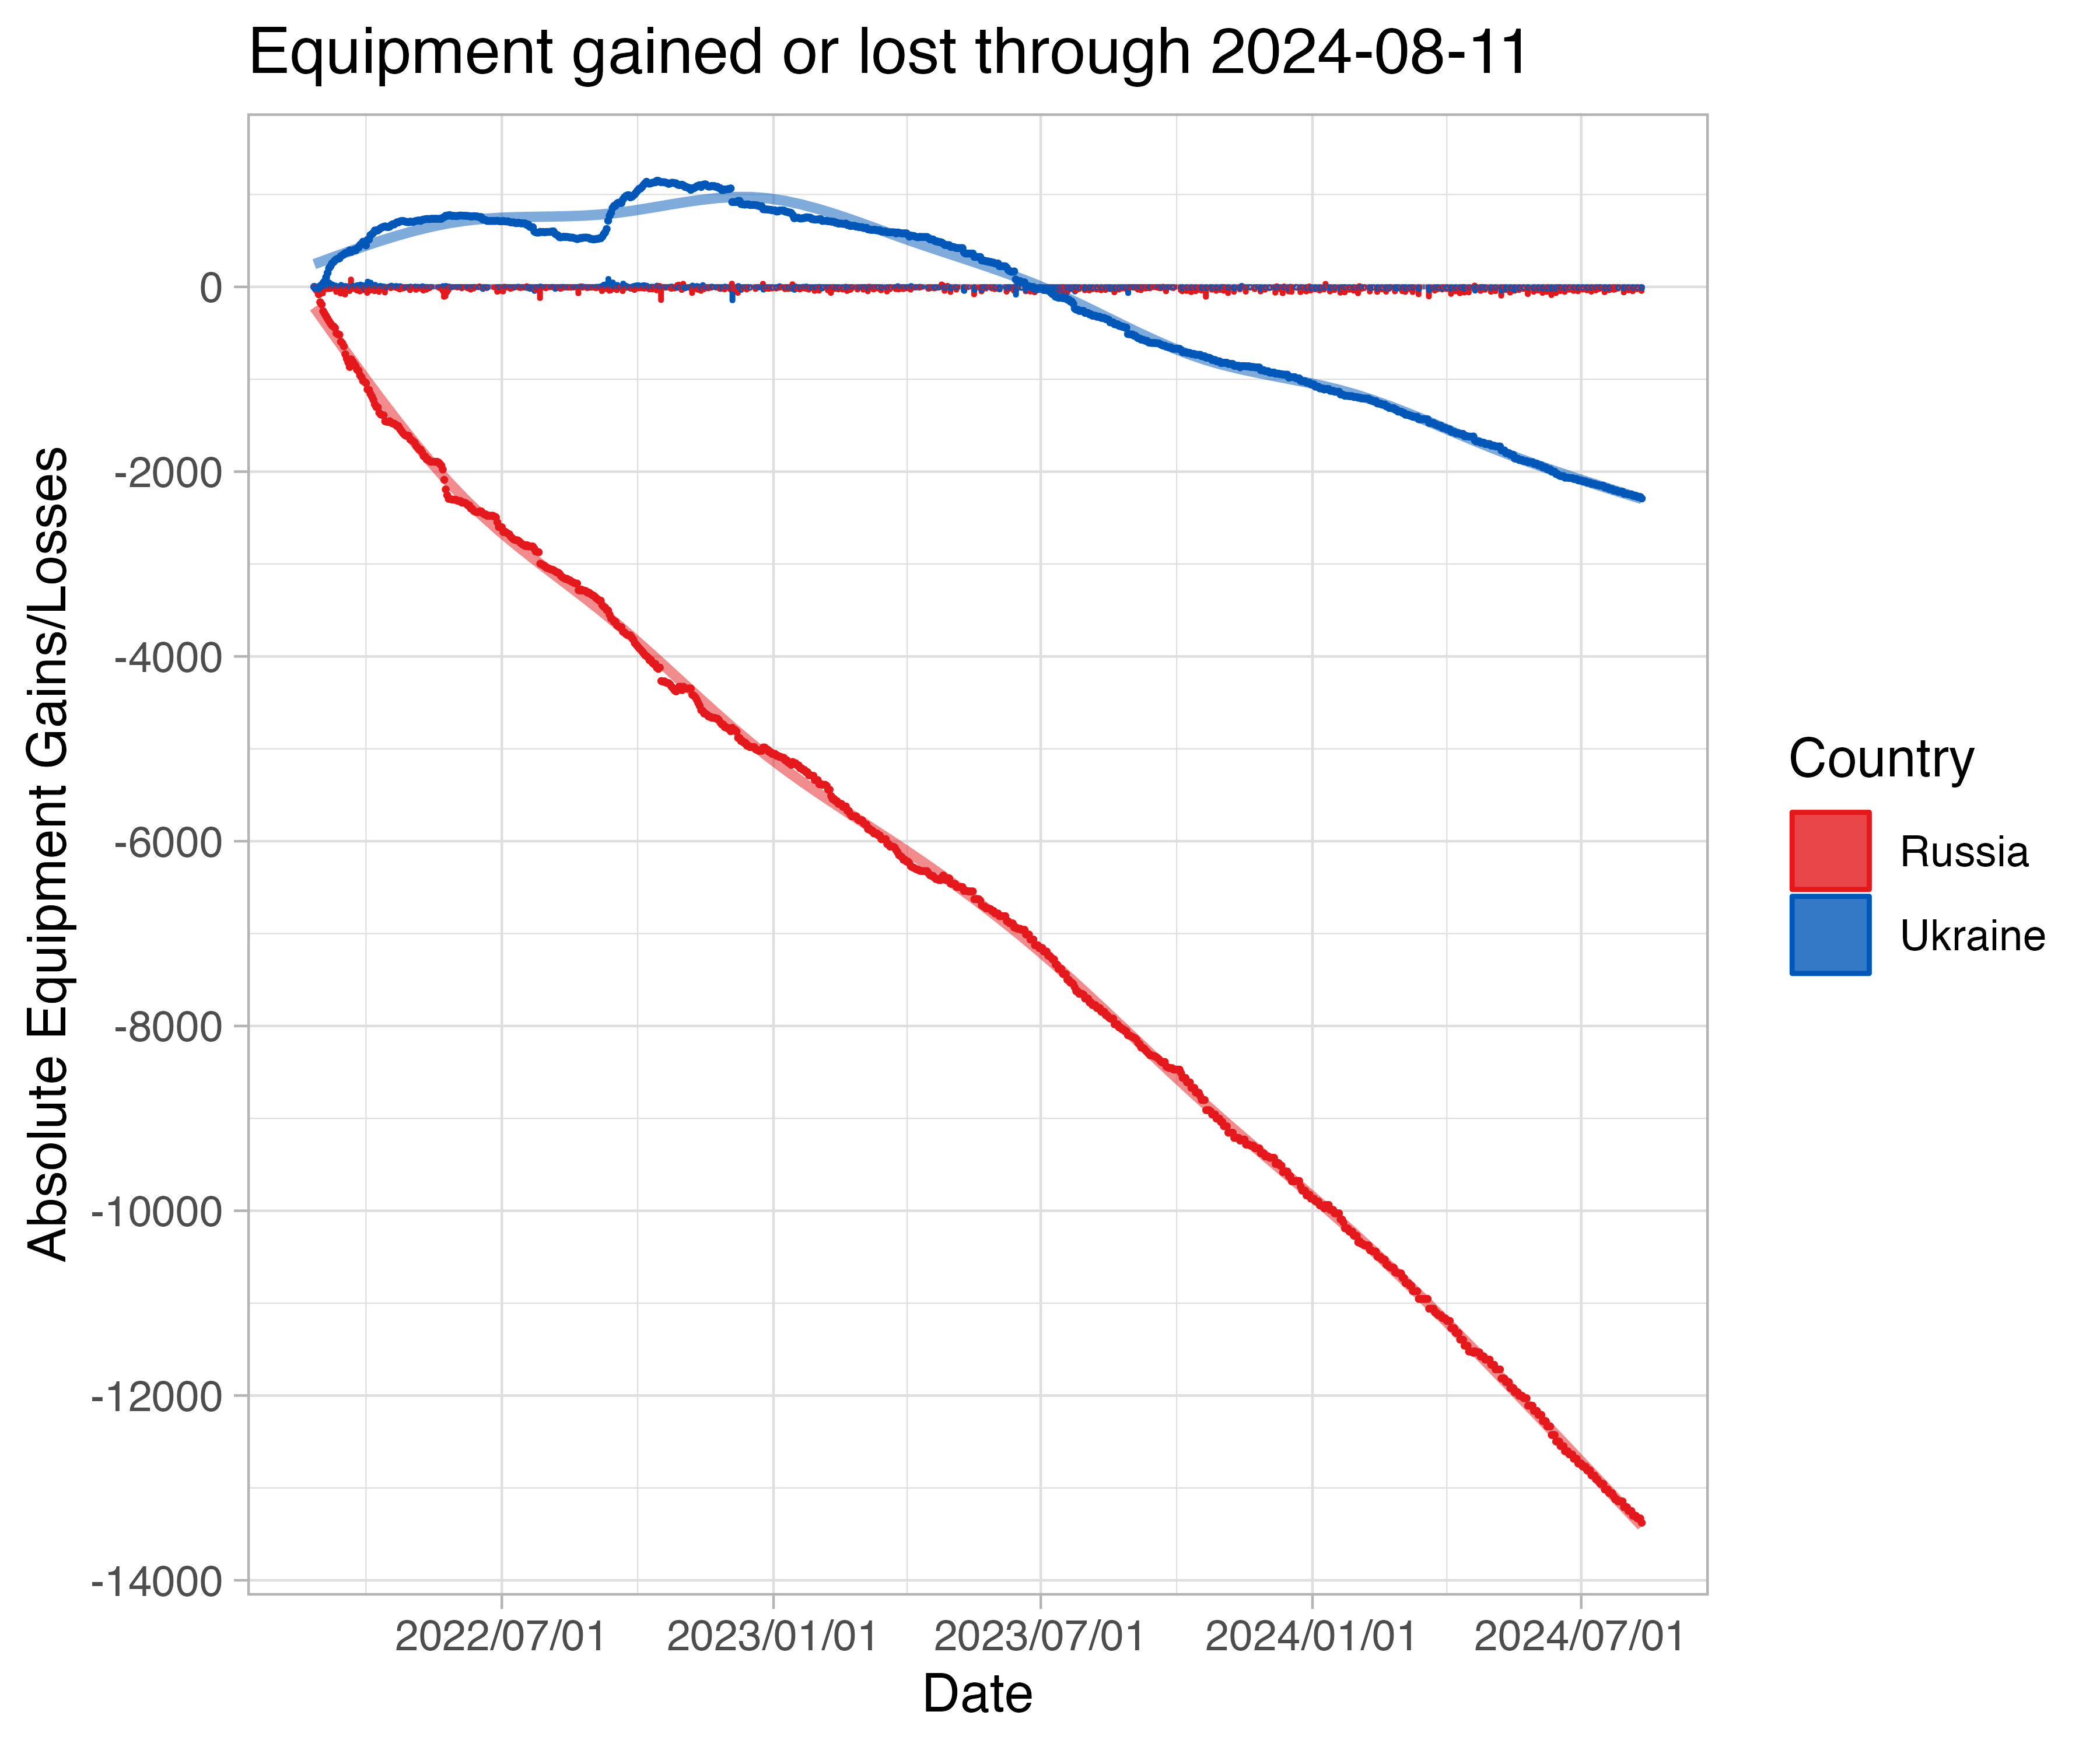 Equipment gained or lost through 2024-08-11
Absolute Equipment Gains/Losses
0
-2000
-4000
-6000
-8000
-10000
-12000
-14000
2022/07/01 2023/01/01 2023/07/01 2024/01/01 2024/07/01
Date
Country
Russia
Ukraine